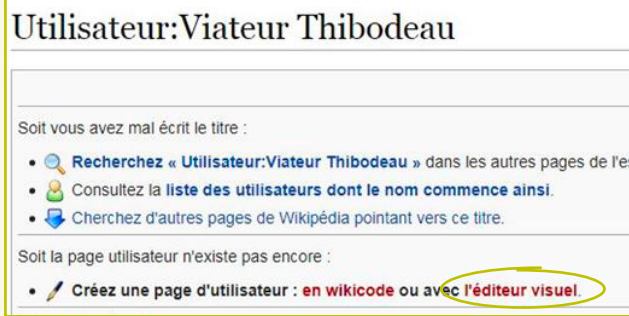 Utilisateur:Viateur Thibodeau
Soit vous avez mal écrit le titre :
Recherchez « Utilisateur:Viateur Thibodeau » dans les autres pages de l'e
Consultez la liste des utilisateurs dont le nom commence ainsi.
Cherchez d'autres pages de Wikipédia pointant vers ce titre.
Soit la page utilisateur n'existe pas encore :
Créez une page d'utilisateur : en wikicode ou avec l'éditeur visuel.